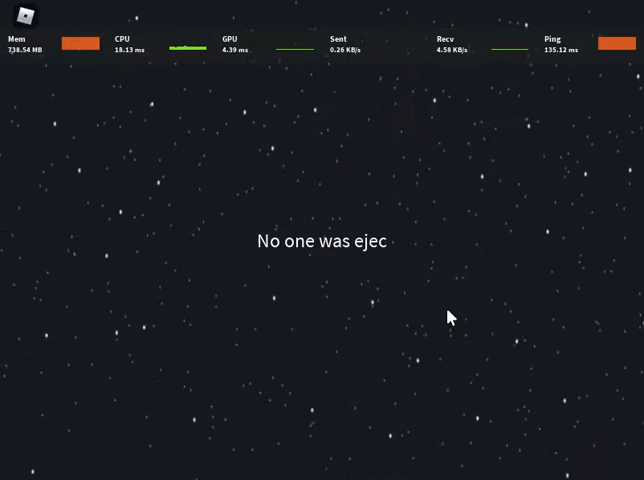 Mem CPU GPU Sent Recv Ping
738.54 MB 18.13 ms 4.39 ms 0.26 KB/s 4.58 KB/s 135.12 ms
No one was ejec